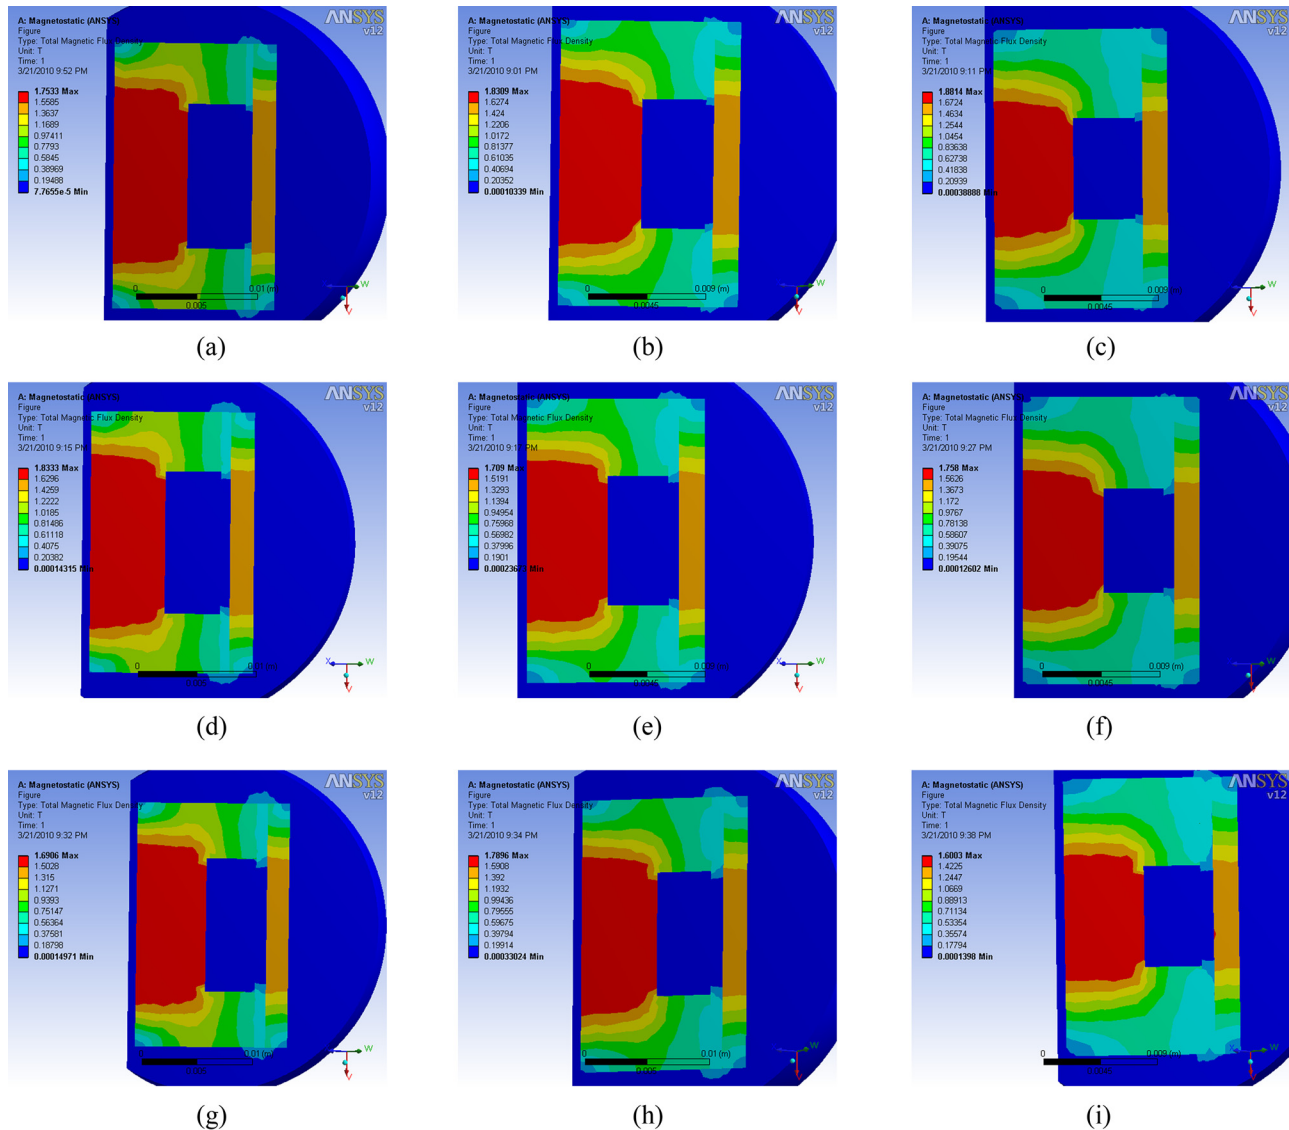 A: Magnetostatic (ANSYS)
Figure
Type: Total Magnetic Flux Density
Unit: T
Time: 1
3/21/2010 9:52 PM
1.7533 Max
1.5585
1.3637
1.1689
0.97411
0.7793
0.5845
0.38969
0.19488
7.7655e-5 Min
ANSYS
v12
0
0.01 (m)
0.005
W
V
(a)
A: Magnetostatic (ANSYS)
Figure
Type: Total Magnetic Flux Density
Unit: T
Time: 1
3/21/2010 9:01 PM
1.8309 Max
1.6274
1.424
1.2206
1.0172
0.81377
0.61035
0.40694
0.20352
0.00010339 Min
ANSYS
v12
0
0.009 (m)
0.0045
W
V
(b)
A: Magnetostatic (ANSYS)
Figure
Type: Total Magnetic Flux Density
Unit: T
Time: 1
3/21/2010 9:11 PM
1.8814 Max
1.6724
1.4634
1.2544
1.0454
0.83638
0.62738
0.41838
0.20939
0.00038888 Min
ANSYS
v12
0
0.009 (m)
0.0045
W
V
(c)
A: Magnetostatic (ANSYS)
Figure
Type: Total Magnetic Flux Density
Unit: T
Time: 1
3/21/2010 9:15 PM
1.8333 Max
1.6296
1.4259
1.2222
1.0185
0.81486
0.61118
0.4075
0.20382
0.00014315 Min
ANSYS
v12
0
0.01 (m)
0.005
X
W
V
(d)
A: Magnetostatic (ANSYS)
Figure
Type: Total Magnetic Flux Density
Unit: T
Time: 1
3/21/2010 PM
1.709 Max
1.5191
1.3293
1.1394
0.94954
0.75968
0.56982
0.37996
0.1901
Min
ANSYS
v12
0
0.009 (m)
0.0045
X
W
V
(e)
A: Magnetostatic (ANSYS)
Figure
Type: Total Magnetic Flux Density
Unit: T
Time: 1
3/21/2010 9:27 PM
1.758 Max
1.5626
1.3673
1.172
0.9767
0.78138
0.58607
0.39075
0.19544
0.00012602 Min
ANSYS
v12
0
0.009 (m)
0.0045
W
V
(f)
A: Magnetostatic (ANSYS)
Figure
Type: Total Magnetic Flux Density
Unit: T
Time: 1
3/21/2010 9:32 PM
1.6906 Max
1.5028
1.315
1.1271
0.9393
0.75147
0.56364
0.37581
0.18798
0.00014971 Min
ANSYS
v12
0
0.01 (m)
0.005
W
V
(g)
A: Magnetostatic (ANSYS)
Figure
Type: Total Magnetic Flux Density
Unit: T
Time: 1
3/21/2010 9:34 PM
1.7896 Max
1.5908
1.392
1.1932
0.99436
0.79555
0.59675
0.39794
0.19914
0.00033024 Min
ANSYS
v12
0
0.01 (m)
0.005
W
V
(h)
A: Magnetostatic (ANSYS)
Figure
Type: Total Magnetic Flux Density
Unit: T
Time: 1
3/21/2010 9:38 PM
1.6003 Max
1.4225
1.2447
1.0669
0.88913
0.71134
0.53354
0.35574
0.17794
0.0001398 Min
ANSYS
v12
0
0.009 (m)
0.0045
X
W
V
(i)